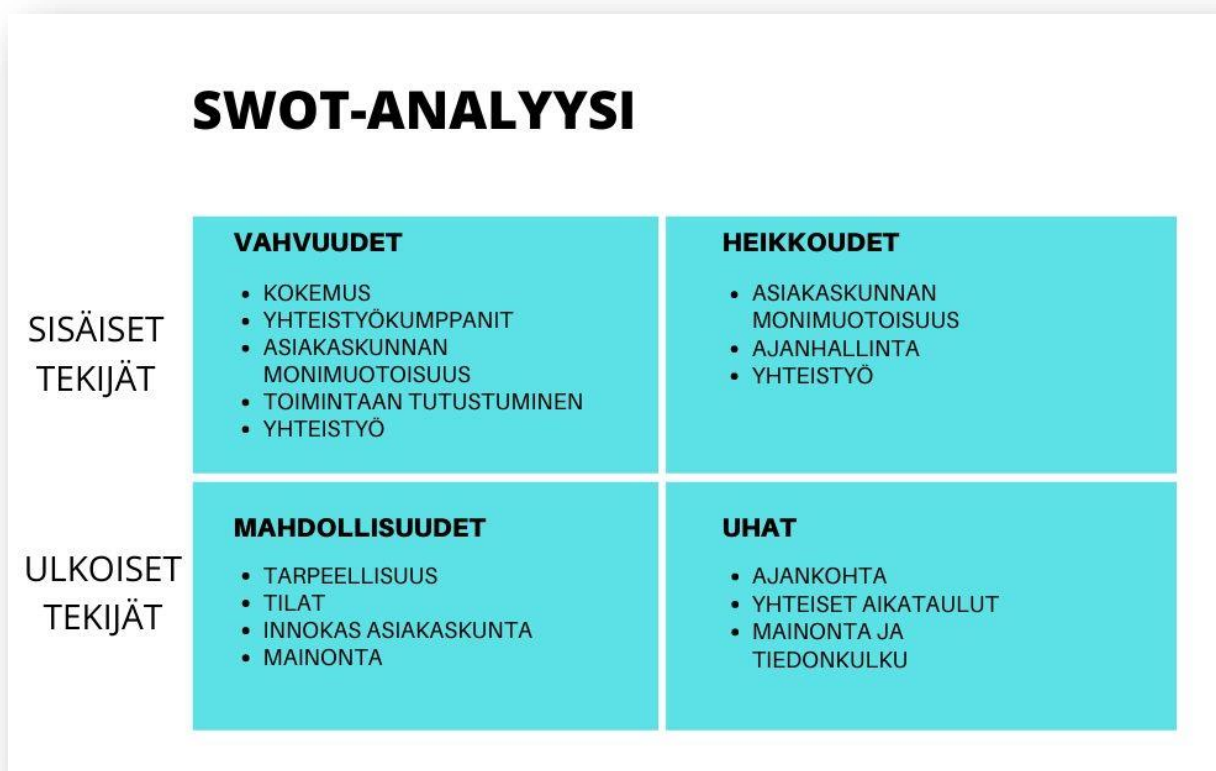 SWOT-ANALYYSI
SISÄISET
TEKIJÄT
VAHVUUDET
• KOKEMUS
• YHTEISTYÖKUMPPANIT
• ASIAKASKUNNAN
MONIMUOTOISUUS
• TOIMINTAAN TUTUSTUMINEN
• YHTEISTYÖ
HEIKKOUDET
• ASIAKASKUNNAN
MONIMUOTOISUUS
• AJANHALLINTA
• YHTEISTYÖ
ULKOISET
TEKIJÄT
MAHDOLLISUUDET
• TARPEELLISUUS
• TILAT
• INNOKAS ASIAKASKUNTA
• MAINONTA
UHAT
• AJANKOHTA
• YHTEISET AIKATAULUT
• MAINONTA JA
TIEDONKULKU